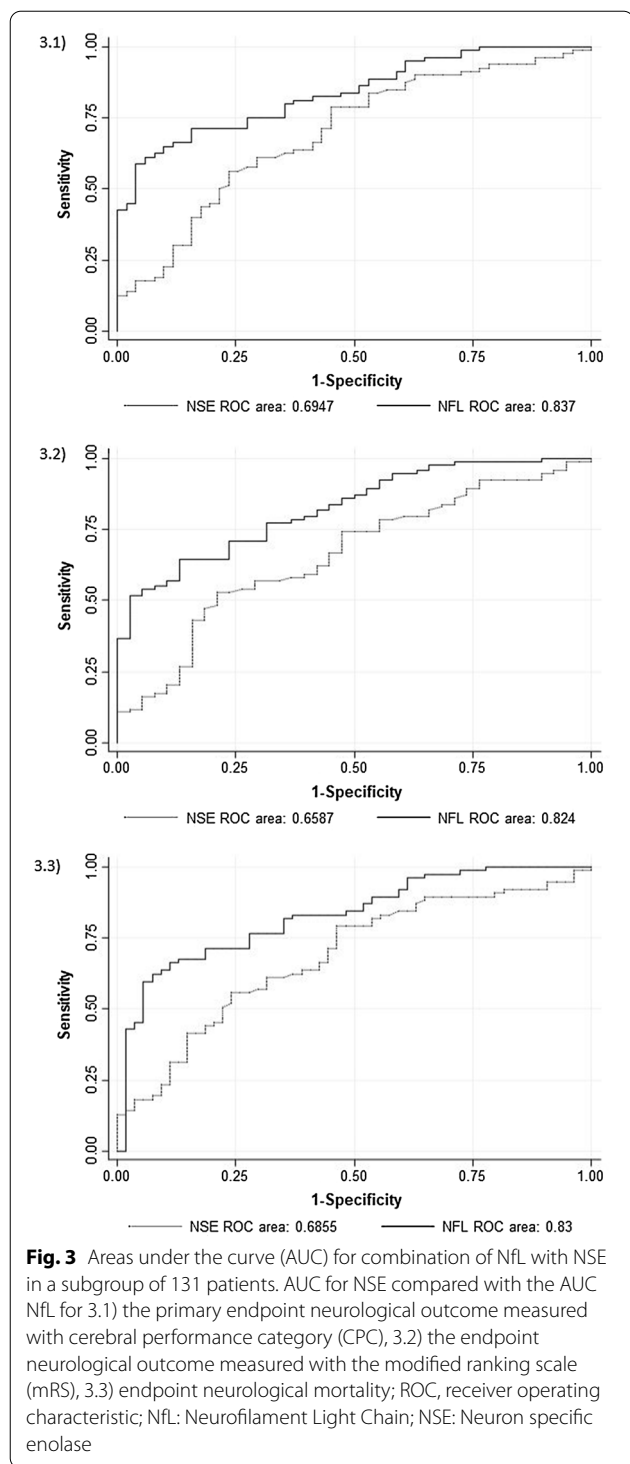 3.1)
1.00
0.75
0.50
0.25
0.00
Sensitivity
0.00 0.25 0.50 0.75 1.00
1-Specificity
NSE ROC area: 0.6947 NFL ROC area: 0.837
3.2)
1.00
0.75
0.50
0.25
0.00
Sensitivity
0.00 0.25 0.50 0.75 1.00
1-Specificity
NSE ROC area: 0.6587 NFL ROC area: 0.824
3.3)
1.00
0.75
0.50
0.25
0.00
Sensitivity
0.00 0.25 0.50 0.75 1.00
1-Specificity
NSE ROC area: 0.6855 NFL ROC area: 0.83
Fig. 3 Areas under the curve (AUC) for combination of NfL with NSE
in a subgroup of 131 patients. AUC for NSE compared with the AUC
NfL for 3.1) the primary endpoint neurological outcome measured
with cerebral performance category (CPC), 3.2) the endpoint
neurological outcome measured with the modified ranking scale
(mRS), 3.3) endpoint neurological mortality; ROC, receiver operating
characteristic; NfL: Neurofilament Light Chain; NSE: Neuron specific
enolase